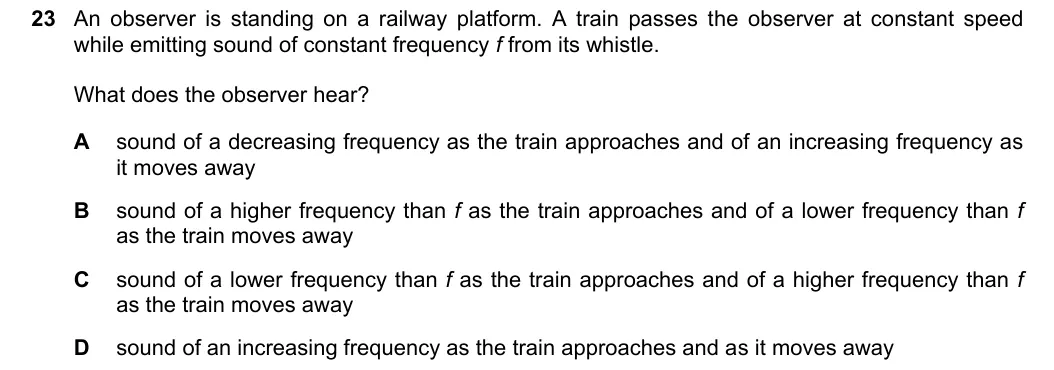 23 An observer is standing on a railway platform. A train passes the observer at constant speed
while emitting sound of constant frequency f from its whistle.
What does the observer hear?
A sound of a decreasing frequency as the train approaches and of an increasing frequency as
it moves away
B sound of a higher frequency than f as the train approaches and of a lower frequency than f
as the train moves away
C sound of a lower frequency than f as the train approaches and of a higher frequency than f
as the train moves away
D sound of an increasing frequency as the train approaches and as it moves away